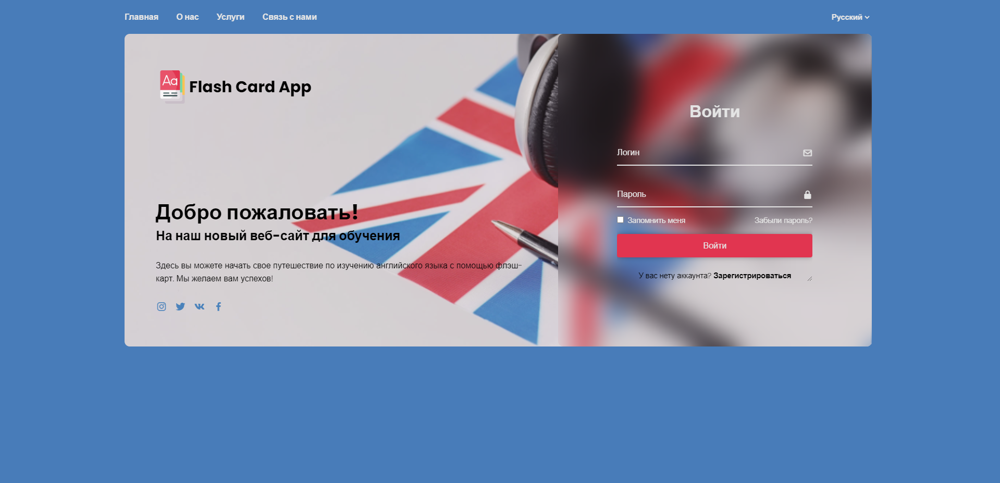 Главная О нас Услуги Связь с нами Русский
Aa
Flash Card App
Добро пожаловать!
На наш новый веб-сайт для обучения
Здесь вы можете начать свое путешествие по изучению английского языка с помощью флэш-
карт. Мы желаем вам успехов!
Войти
Логин
Пароль
Запомнить меня Забыли пароль?
Войти
У вас нету аккаунта? Зарегистрироваться